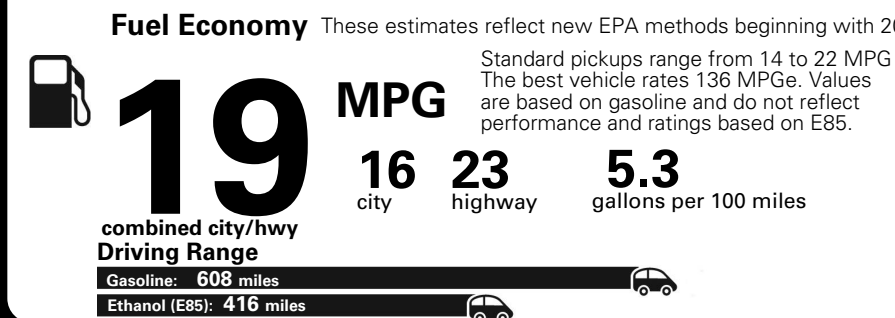 Fuel Economy These estimates reflect new EPA methods beginning with
Standard pickups range from 14 to 22 MPG
The best vehicle rates 136 MPGe. Values
are based on gasoline and do not reflect
performance and ratings based on E85.
19 MPG
16 23 5.3
city highway gallons per 100 miles
combined city/hwy
Driving Range
Gasoline: 608 miles
Ethanol (E85): 416 miles